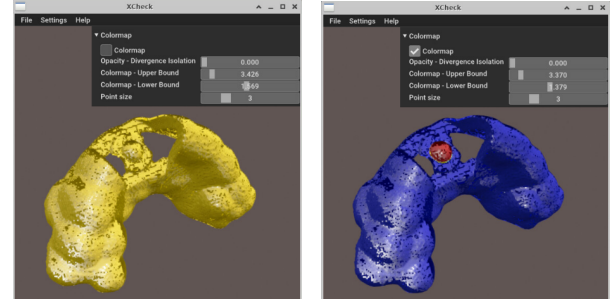 XCheck
File Settings Help
Colormap
Colormap
Opacity - Divergence Isolation 0.000
Colormap - Upper Bound 3.426
Colormap - Lower Bound
Point size 3
XCheck
File Settings Help
Colormap
Colormap
Opacity - Divergence Isolation 0.000
Colormap - Upper Bound 3.370
Colormap - Lower Bound
Point size 3